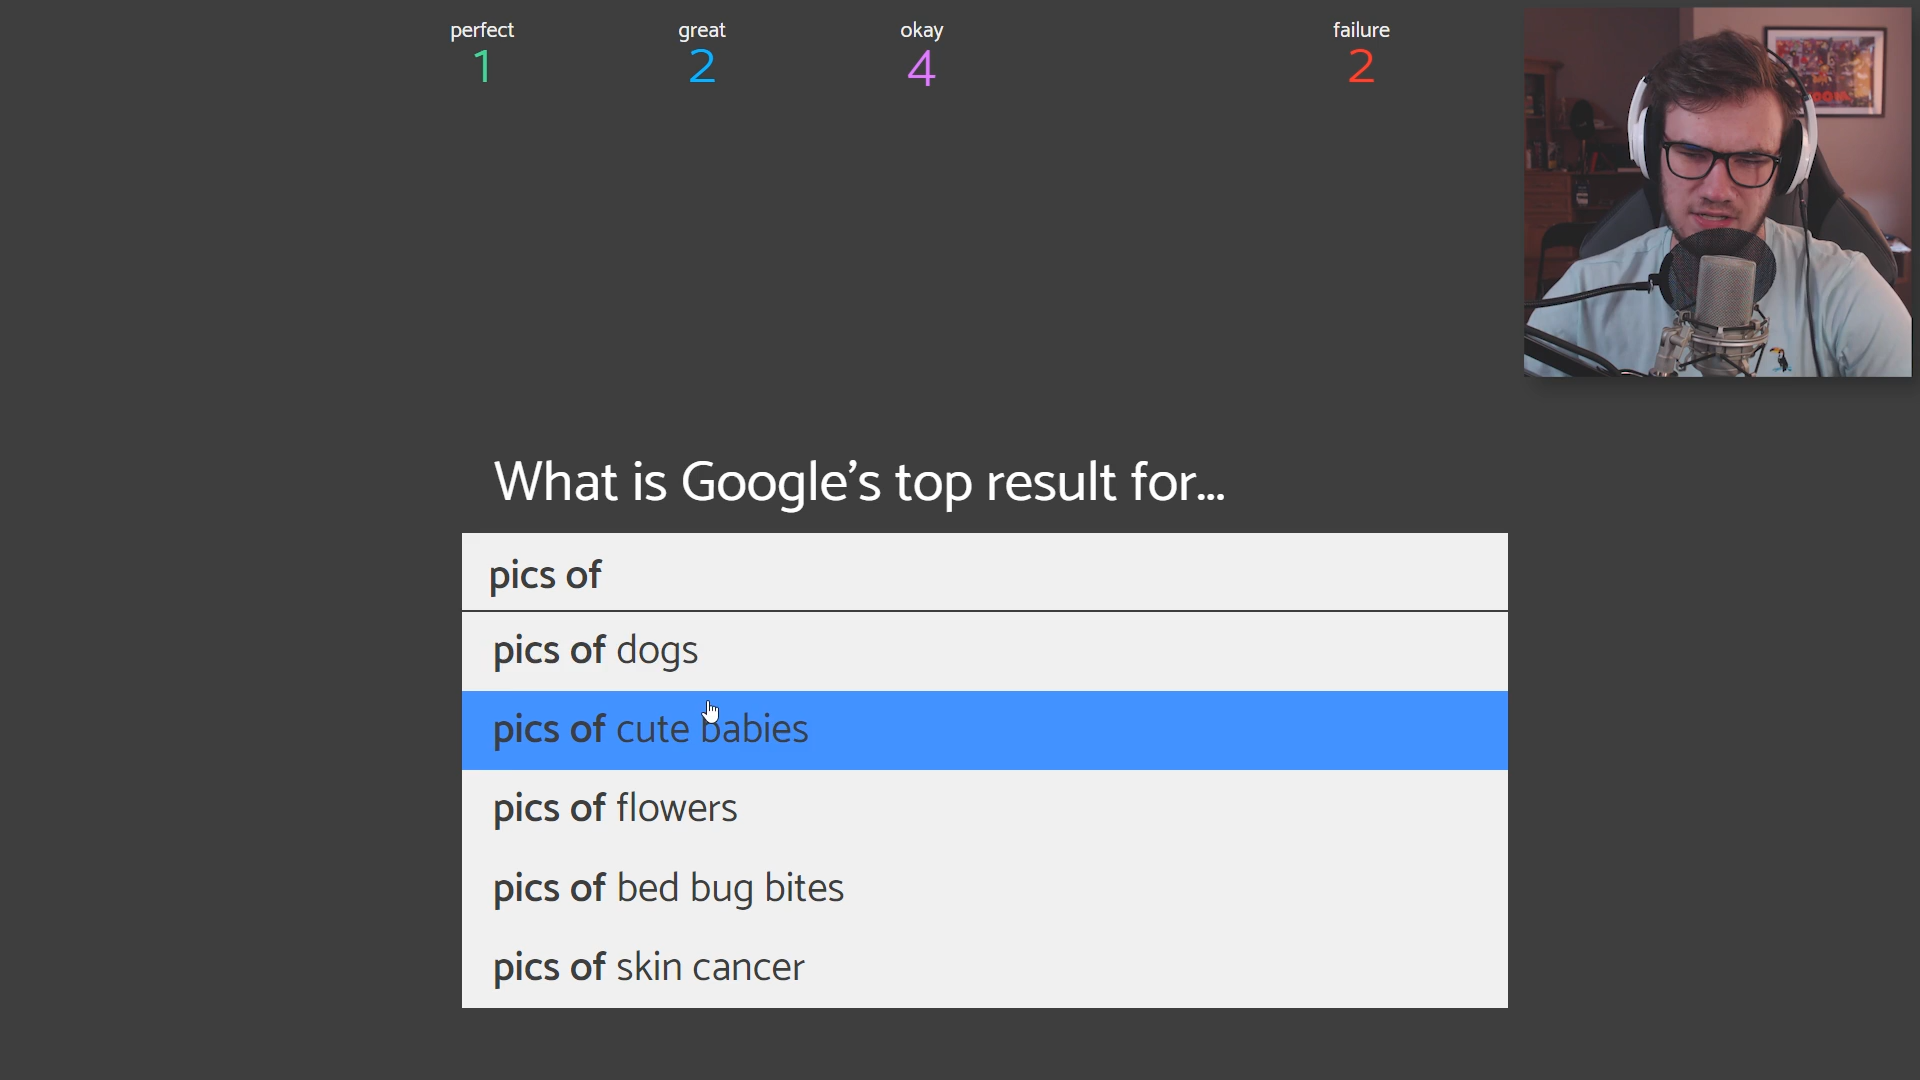 perfect great okay failure
1 2 4 2
What is Google's top result for...
pics of
pics of dogs
pics of cute babies
pics of flowers
pics of bed bug bites
pics of skin cancer